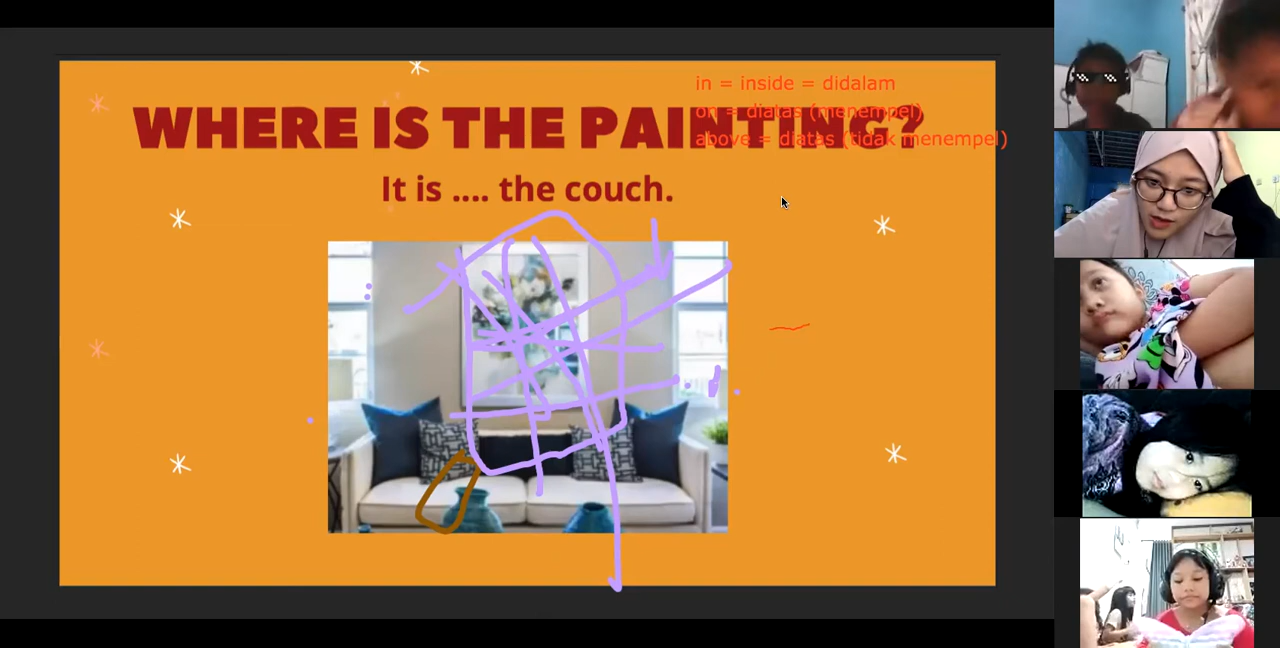 WHERE IS THE PAINTING?
It is .... the couch.
in = inside = didalam
on = diatas (menempel)
above = diatas (tidak menempel)